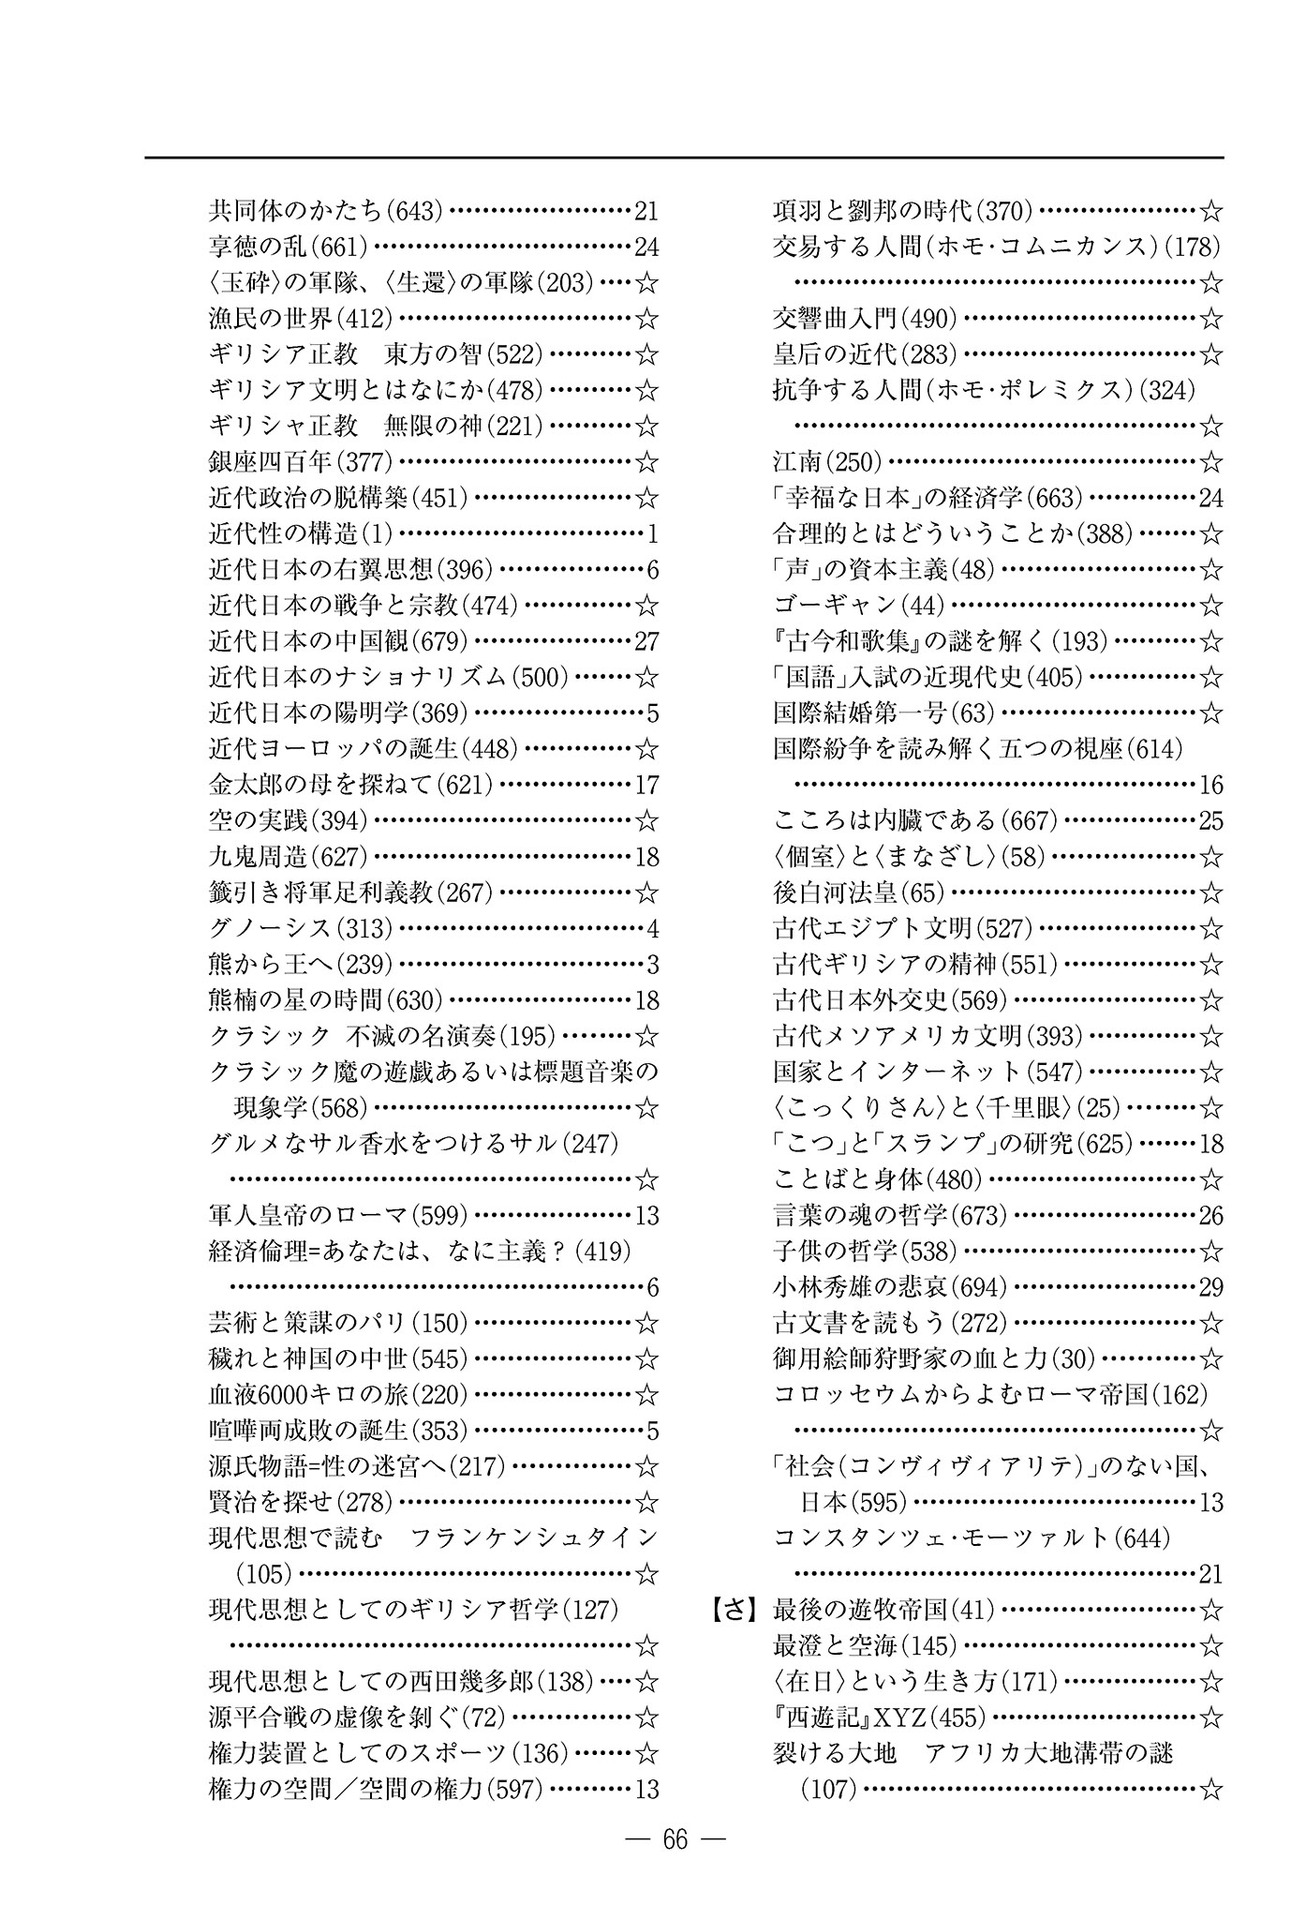 共同体のかたち(643)……………………21
享徳の乱(661)……………………………24
〈玉砕〉の軍隊、〈生還〉の軍隊(203)……☆
漁民の世界(412)…………………………☆
ギリシア正教　東方の智(522)…………☆
ギリシア文明とはなにか(478)…………☆
ギリシャ正教　無限の神(221)…………☆
銀座四百年(377)…………………………☆
近代政治の脱構築(451)…………………☆
近代性の構造(1)……………………………1
近代日本の右翼思想(396)…………………6
近代日本の戦争と宗教(474)……………☆
近代日本の中国観(679)…………………27
近代日本のナショナリズム(500)………☆
近代日本の陽明学(369)……………………5
近代ヨーロッパの誕生(448)……………☆
金太郎の母を探ねて(621)………………17
空の実践(394)……………………………☆
九鬼周造(627)……………………………18
籤引き将軍足利義教(267)………………☆
グノーシス(313)……………………………4
熊から王へ(239)……………………………3
熊楠の星の時間(630)……………………18
クラシック 不滅の名演奏(195)…………☆
クラシック魔の遊戯あるいは標題音楽の
現象学(568)………………………………☆
グルメなサル香水をつけるサル(247)
……………………………………………☆
軍人皇帝のローマ(599)…………………13
経済倫理=あなたは、なに主義？(419)
……………………………………………6
芸術と策謀のパリ(150)…………………☆
穢れと神国の中世(545)…………………☆
血液6000キロの旅(220)…………………☆
喧嘩両成敗の誕生(353)……………………5
源氏物語=性の迷宮へ(217)……………☆
賢治を探せ(278)…………………………☆
現代思想で読む　フランケンシュタイン
(105)………………………………………☆
現代思想としてのギリシア哲学(127)
……………………………………………☆
現代思想としての西田幾多郎(138)……☆
源平合戦の虚像を剝ぐ(72)……………☆
権力装置としてのスポーツ(136)………☆
権力の空間／空間の権力(597)…………13
項羽と劉邦の時代(370)…………………☆
交易する人間(ホモ・コムニカンス)(178)
……………………………………………☆
交響曲入門(490)…………………………☆
皇后の近代(283)…………………………☆
抗争する人間(ホモ・ポレミクス)(324)
……………………………………………☆
江南(250)…………………………………☆
「幸福な日本」の経済学(663)……………24
合理的とはどういうことか(388)………☆
「声」の資本主義(48)……………………☆
ゴーギャン(44)…………………………☆
『古今和歌集』の謎を解く(193)…………☆
「国語」入試の近現代史(405)……………☆
国際結婚第一号(63)……………………☆
国際紛争を読み解く五つの視座(614)
……………………………………………16
こころは内臓である(667)………………25
〈個室〉と〈まなざし〉(58)………………☆
後白河法皇(65)…………………………☆
古代エジプト文明(527)…………………☆
古代ギリシアの精神(551)………………☆
古代日本外交史(569)……………………☆
古代メソアメリカ文明(393)……………☆
国家とインターネット(547)……………☆
〈こっくりさん〉と〈千里眼〉(25)………☆
「こつ」と「スランプ」の研究(625)………18
ことばと身体(480)………………………☆
言葉の魂の哲学(673)……………………26
子供の哲学(538)…………………………☆
小林秀雄の悲哀(694)……………………29
古文書を読もう(272)……………………☆
御用絵師狩野家の血と力(30)…………☆
コロッセウムからよむローマ帝国(162)
……………………………………………☆
「社会(コンヴィヴィアリテ)」のない国、
日本(595)…………………………………13
コンスタンツェ・モーツァルト(644)
……………………………………………21
【さ】 最後の遊牧帝国(41)……………………☆
最澄と空海(145)…………………………☆
〈在日〉という生き方(171)………………☆
『西遊記』XYZ(455)………………………☆
裂ける大地　アフリカ大地溝帯の謎
(107)………………………………………☆
― 66 ―